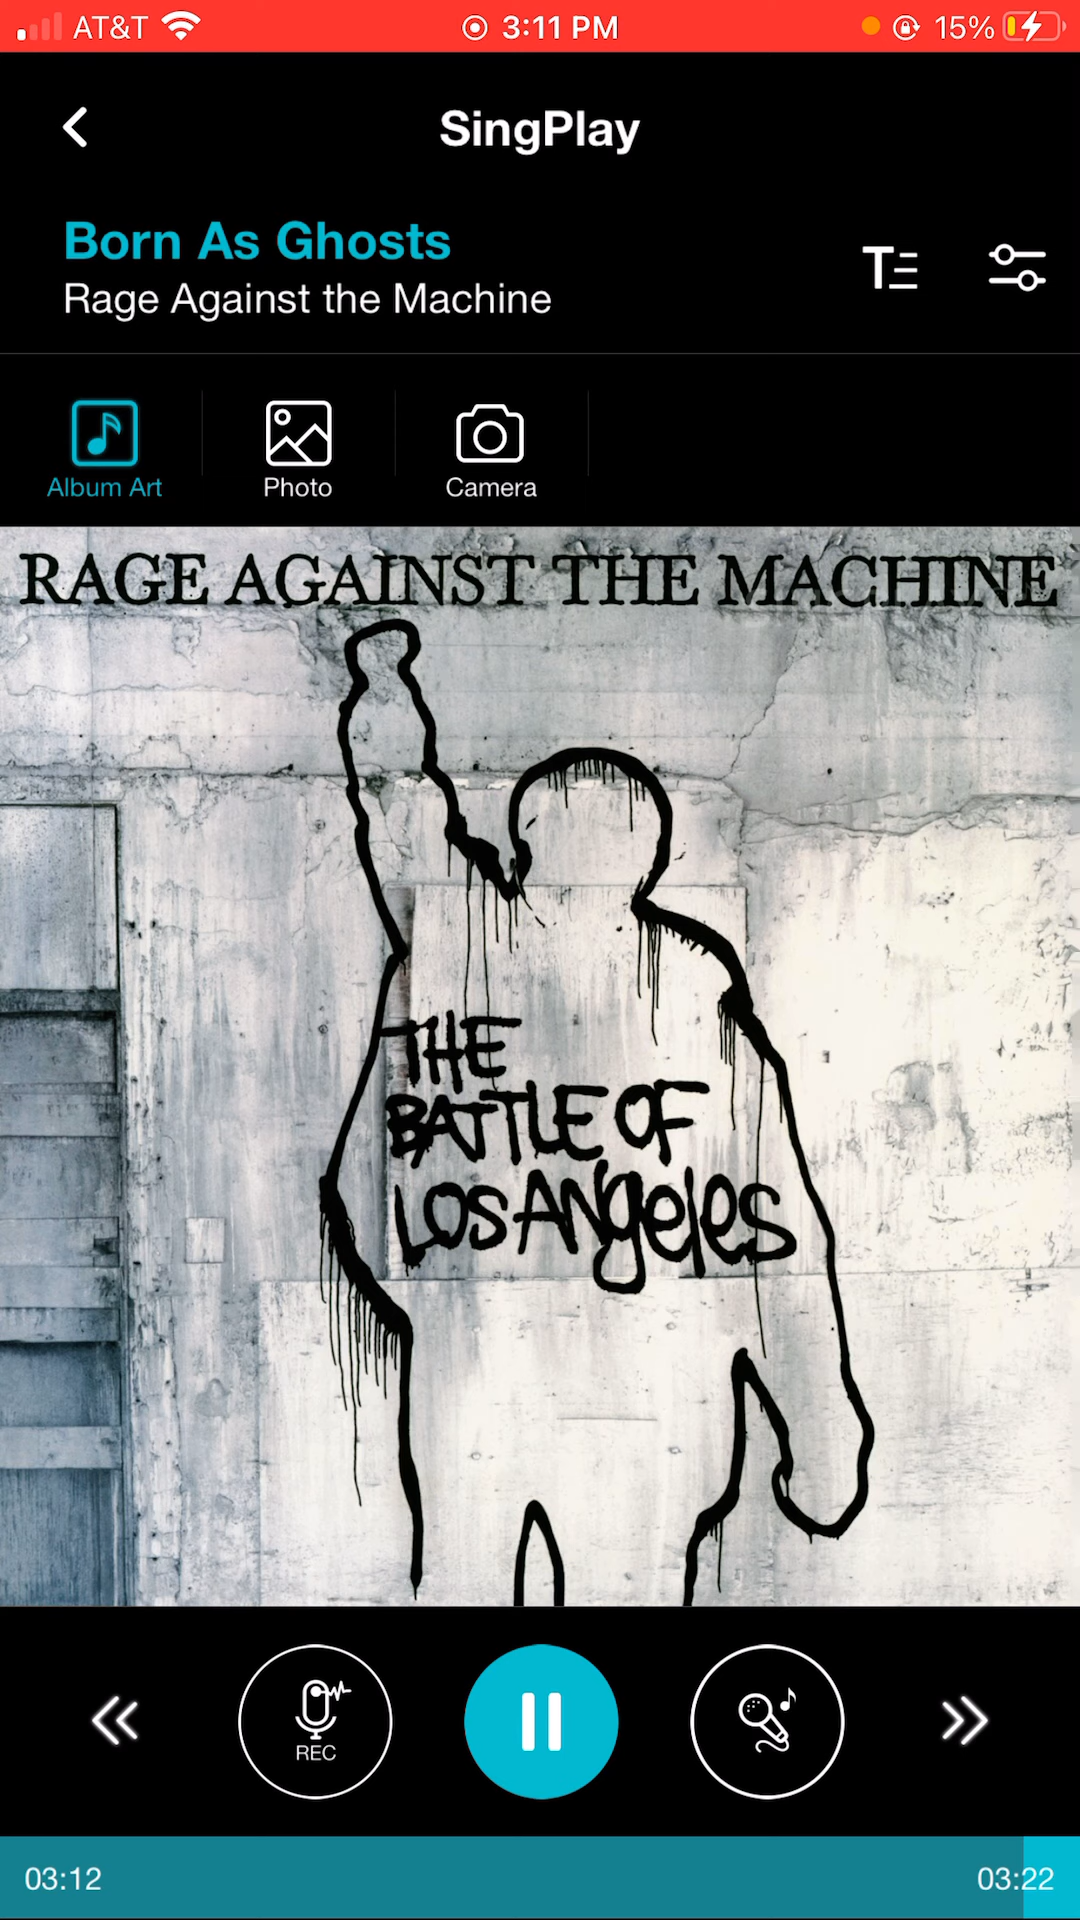 AT&T 3:11 PM 15%
SingPlay
Born As Ghosts
Rage Against the Machine
Album Art Photo Camera
RAGE AGAINST THE MACHINE
THE
BATTLE OF
LOS ANgeles
REC
03:12 03:22